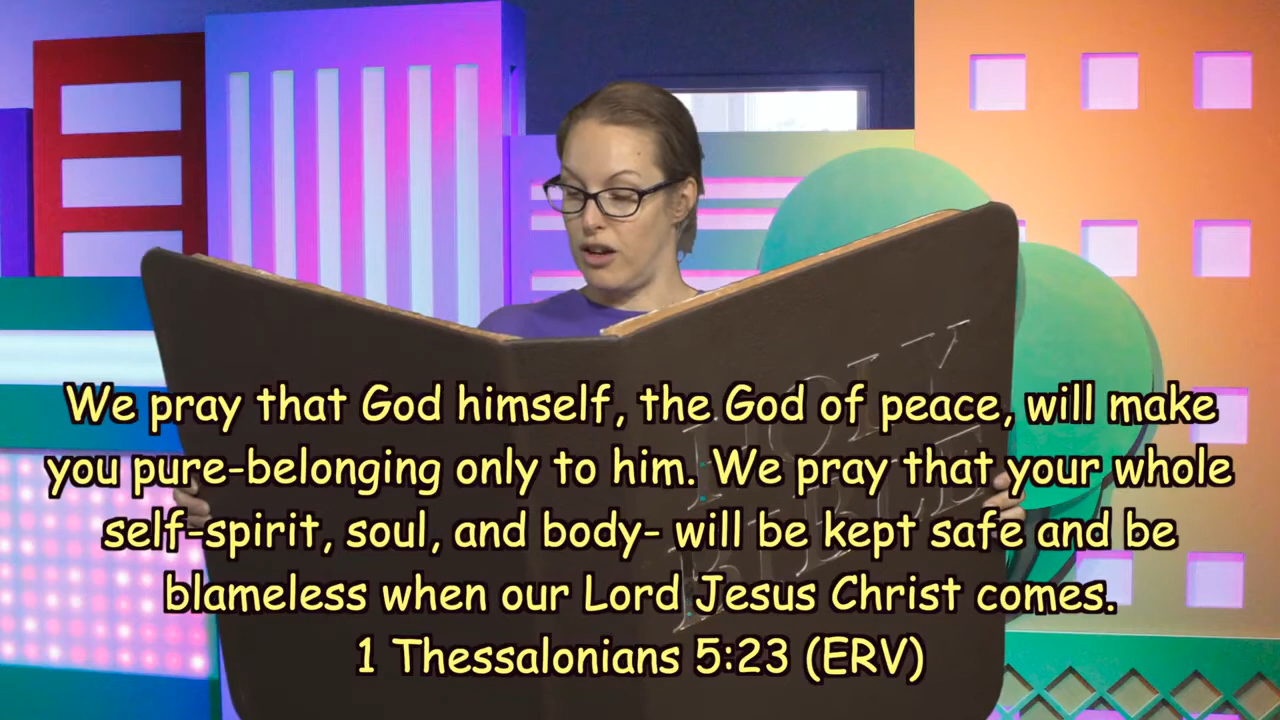 HOLY
BIBLE
We pray that God himself, the God of peace, will make
you pure-belonging only to him. We pray that your whole
self-spirit, soul, and body- will be kept safe and be
blameless when our Lord Jesus Christ comes.
1 Thessalonians 5:23 (ERV)